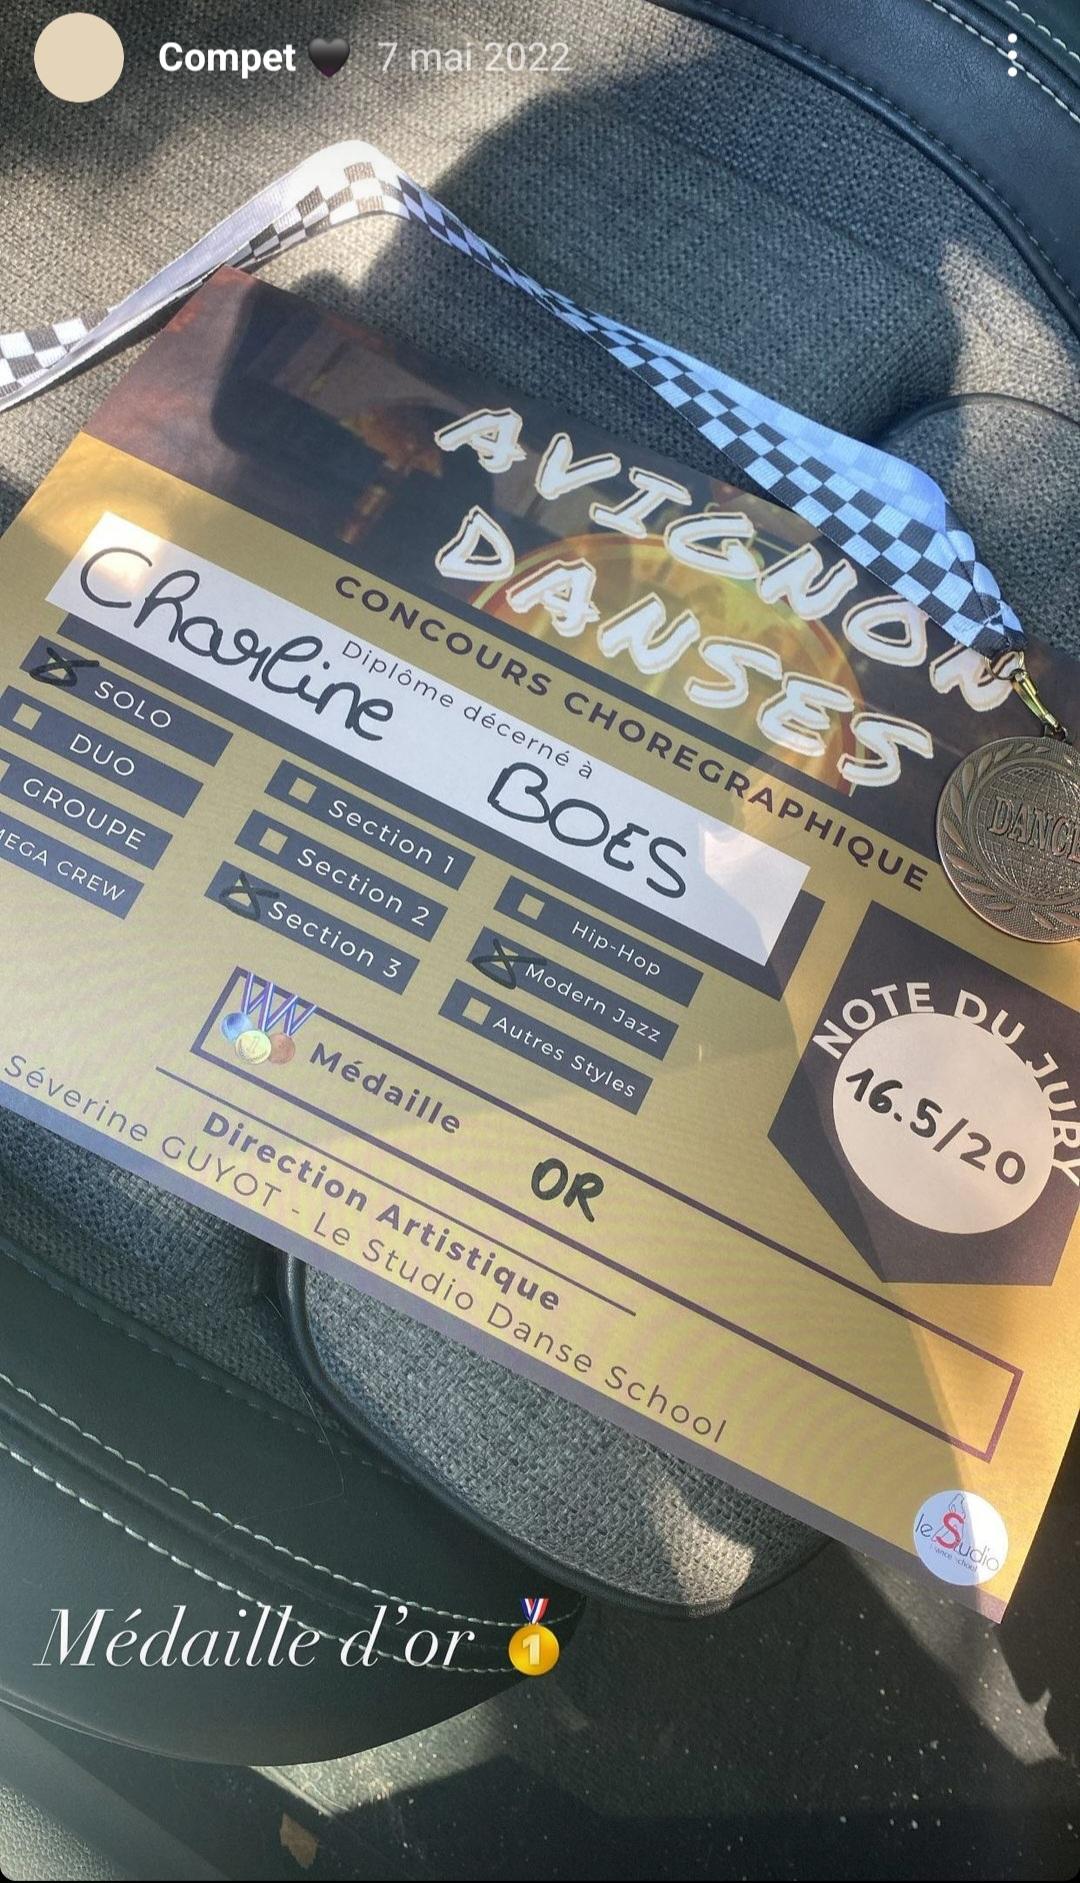 Compet 🖤 7 mai 2022
AVIGNON
DANSES
CONCOURS CHOREGRAPHIQUE
Diplôme décerné à
Charline BOES
SOLO
DUO
GROUPE
MEGA CREW
Section 1
Section 2
Section 3
Hip-Hop
Modern Jazz
Autres Styles
NOTE DU JURY
16.5/20
Médaille OR
Direction Artistique
Séverine GUYOT - Le Studio Danse School
le Studio
Médaille d'or 🏅